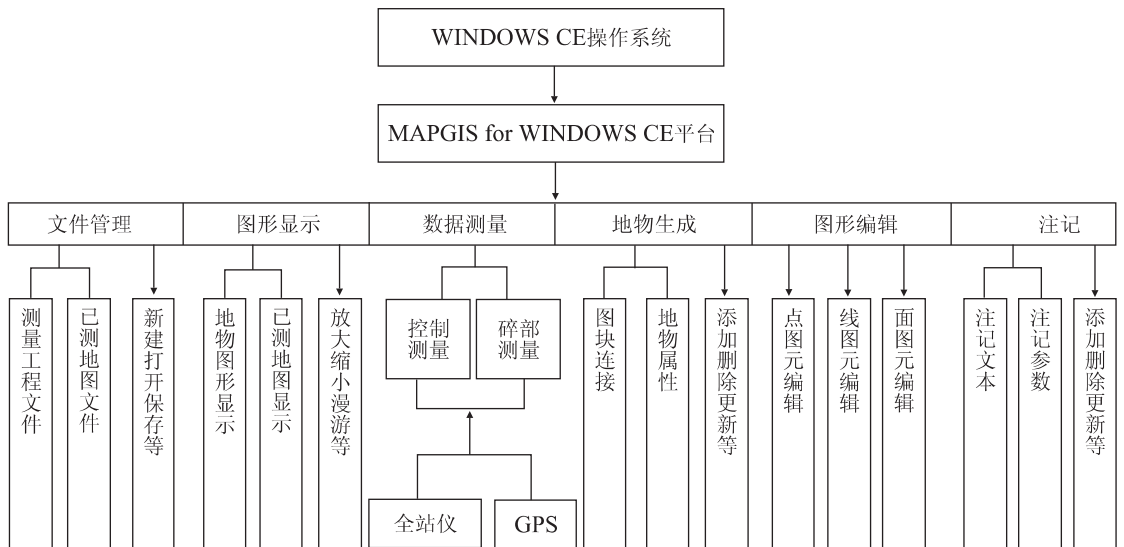 WINDOWS CE操作系统
MAPGIS for WINDOWS CE平台
文件管理
图形显示
数据测量
地物生成
图形编辑
注记
测量工程文件
已测地图文件
新建打开保存等
地物图形显示
已测地图显示
放大缩小漫游等
控制
测量
碎部
测量
图块连接
地物属性
添加删除更新等
点图元编辑
线图元编辑
面图元编辑
注记文本
注记参数
添加删除更新等
全站仪
GPS